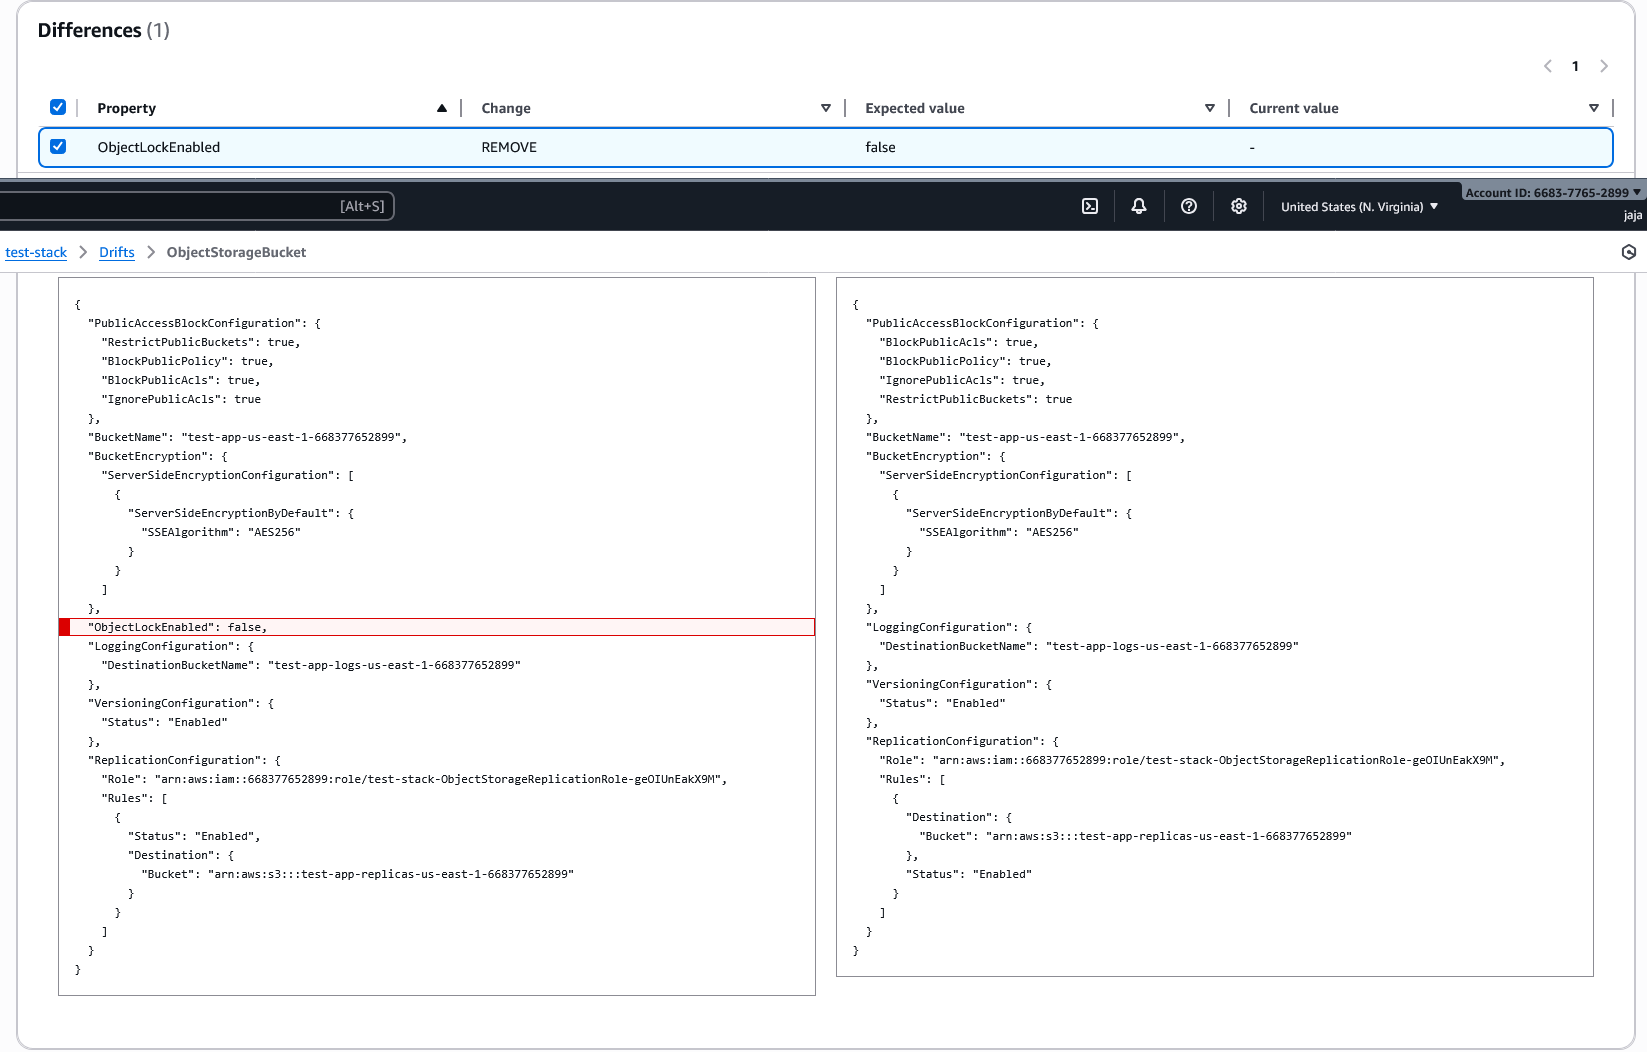 Differences (1)
1
Property Change Expected value Current value
ObjectLockEnabled REMOVE false -
[Alt+S] United States (N. Virginia) Account ID: 6683-7765-2899
jaja
test-stack Drifts ObjectStorageBucket
{
"PublicAccessBlockConfiguration": {
"RestrictPublicBuckets": true,
"BlockPublicPolicy": true,
"BlockPublicAcls": true,
"IgnorePublicAcls": true
},
"BucketName": "test-app-us-east-1-668377652899",
"BucketEncryption": {
"ServerSideEncryptionConfiguration": [
{
"ServerSideEncryptionByDefault": {
"SSEAlgorithm": "AES256"
}
}
]
},
"ObjectLockEnabled": false,
"LoggingConfiguration": {
"DestinationBucketName": "test-app-logs-us-east-1-668377652899"
},
"VersioningConfiguration": {
"Status": "Enabled"
},
"ReplicationConfiguration": {
"Role": "arn:aws:iam::668377652899:role/test-stack-ObjectStorageReplicationRole-geOIUnEakX9M",
"Rules": [
{
"Status": "Enabled",
"Destination": {
"Bucket": "arn:aws:s3:::test-app-replicas-us-east-1-668377652899"
}
}
]
}
}
{
"PublicAccessBlockConfiguration": {
"BlockPublicAcls": true,
"BlockPublicPolicy": true,
"IgnorePublicAcls": true,
"RestrictPublicBuckets": true
},
"BucketName": "test-app-us-east-1-668377652899",
"BucketEncryption": {
"ServerSideEncryptionConfiguration": [
{
"ServerSideEncryptionByDefault": {
"SSEAlgorithm": "AES256"
}
}
]
},
"LoggingConfiguration": {
"DestinationBucketName": "test-app-logs-us-east-1-668377652899"
},
"VersioningConfiguration": {
"Status": "Enabled"
},
"ReplicationConfiguration": {
"Role": "arn:aws:iam::668377652899:role/test-stack-ObjectStorageReplicationRole-geOIUnEakX9M",
"Rules": [
{
"Destination": {
"Bucket": "arn:aws:s3:::test-app-replicas-us-east-1-668377652899"
},
"Status": "Enabled"
}
]
}
}